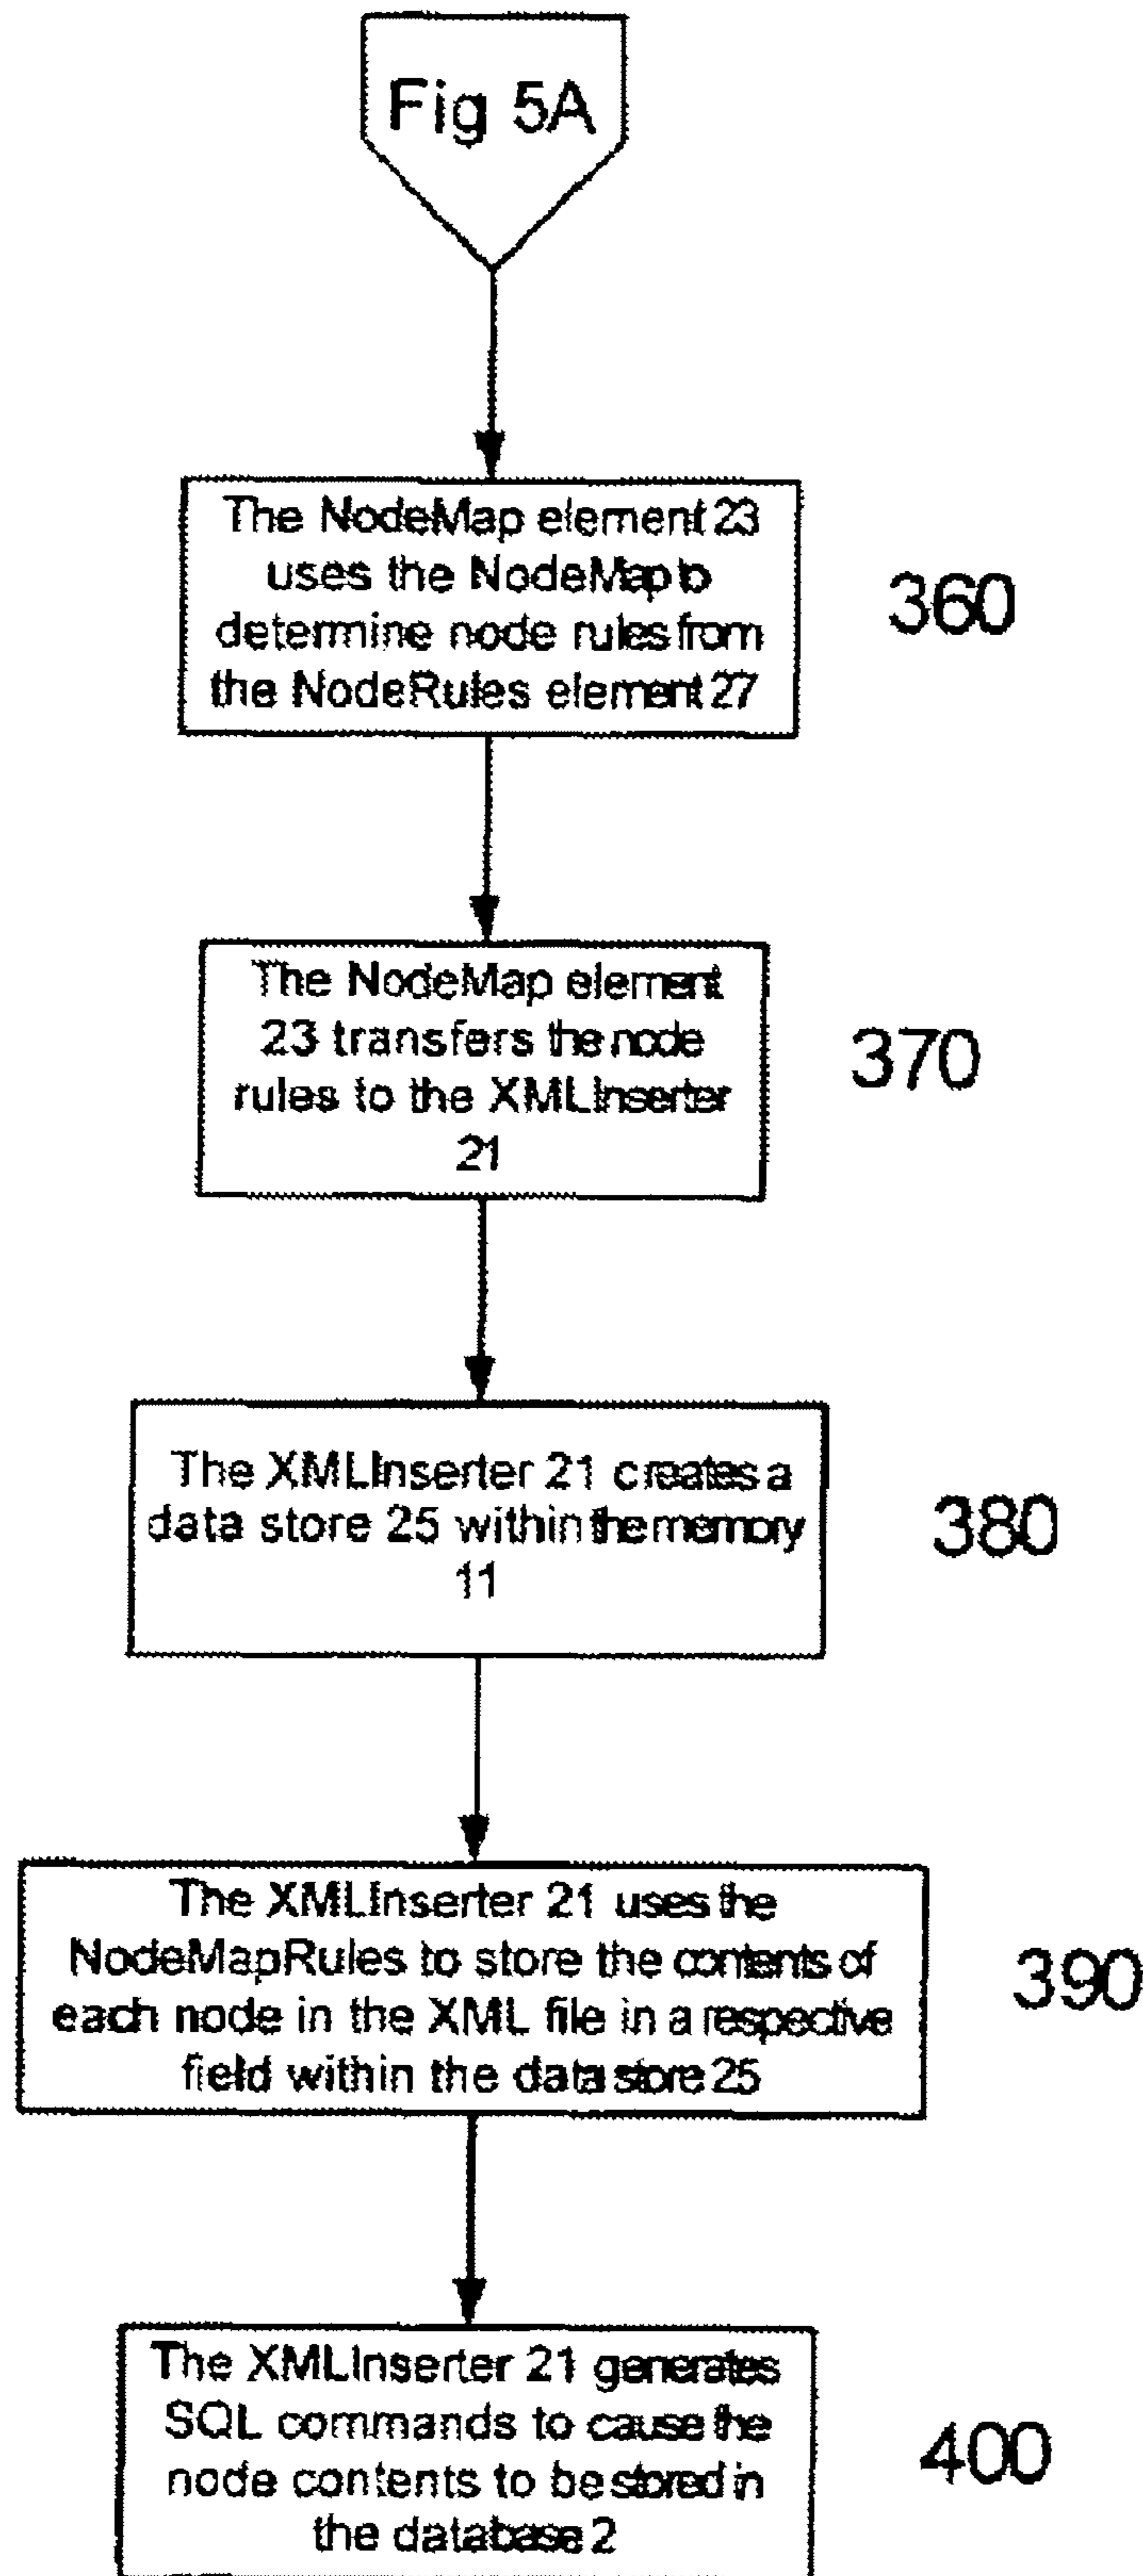 Fig 5A
The NodeMap element 23
uses the NodeMap to
determine node rules from
the NodeRules element 27
360
The NodeMap element
23 transfers the node
rules to the XMLInserter
21
370
The XMLInserter 21 creates a
data store 25 within the memory
11
380
The XMLInserter 21 uses the
NodeMapRules to store the contents of
each node in the XML file in a respective
field within the data store 25
390
The XMLInserter 21 generates
SQL commands to cause the
node contents to be stored in
the database 2
400